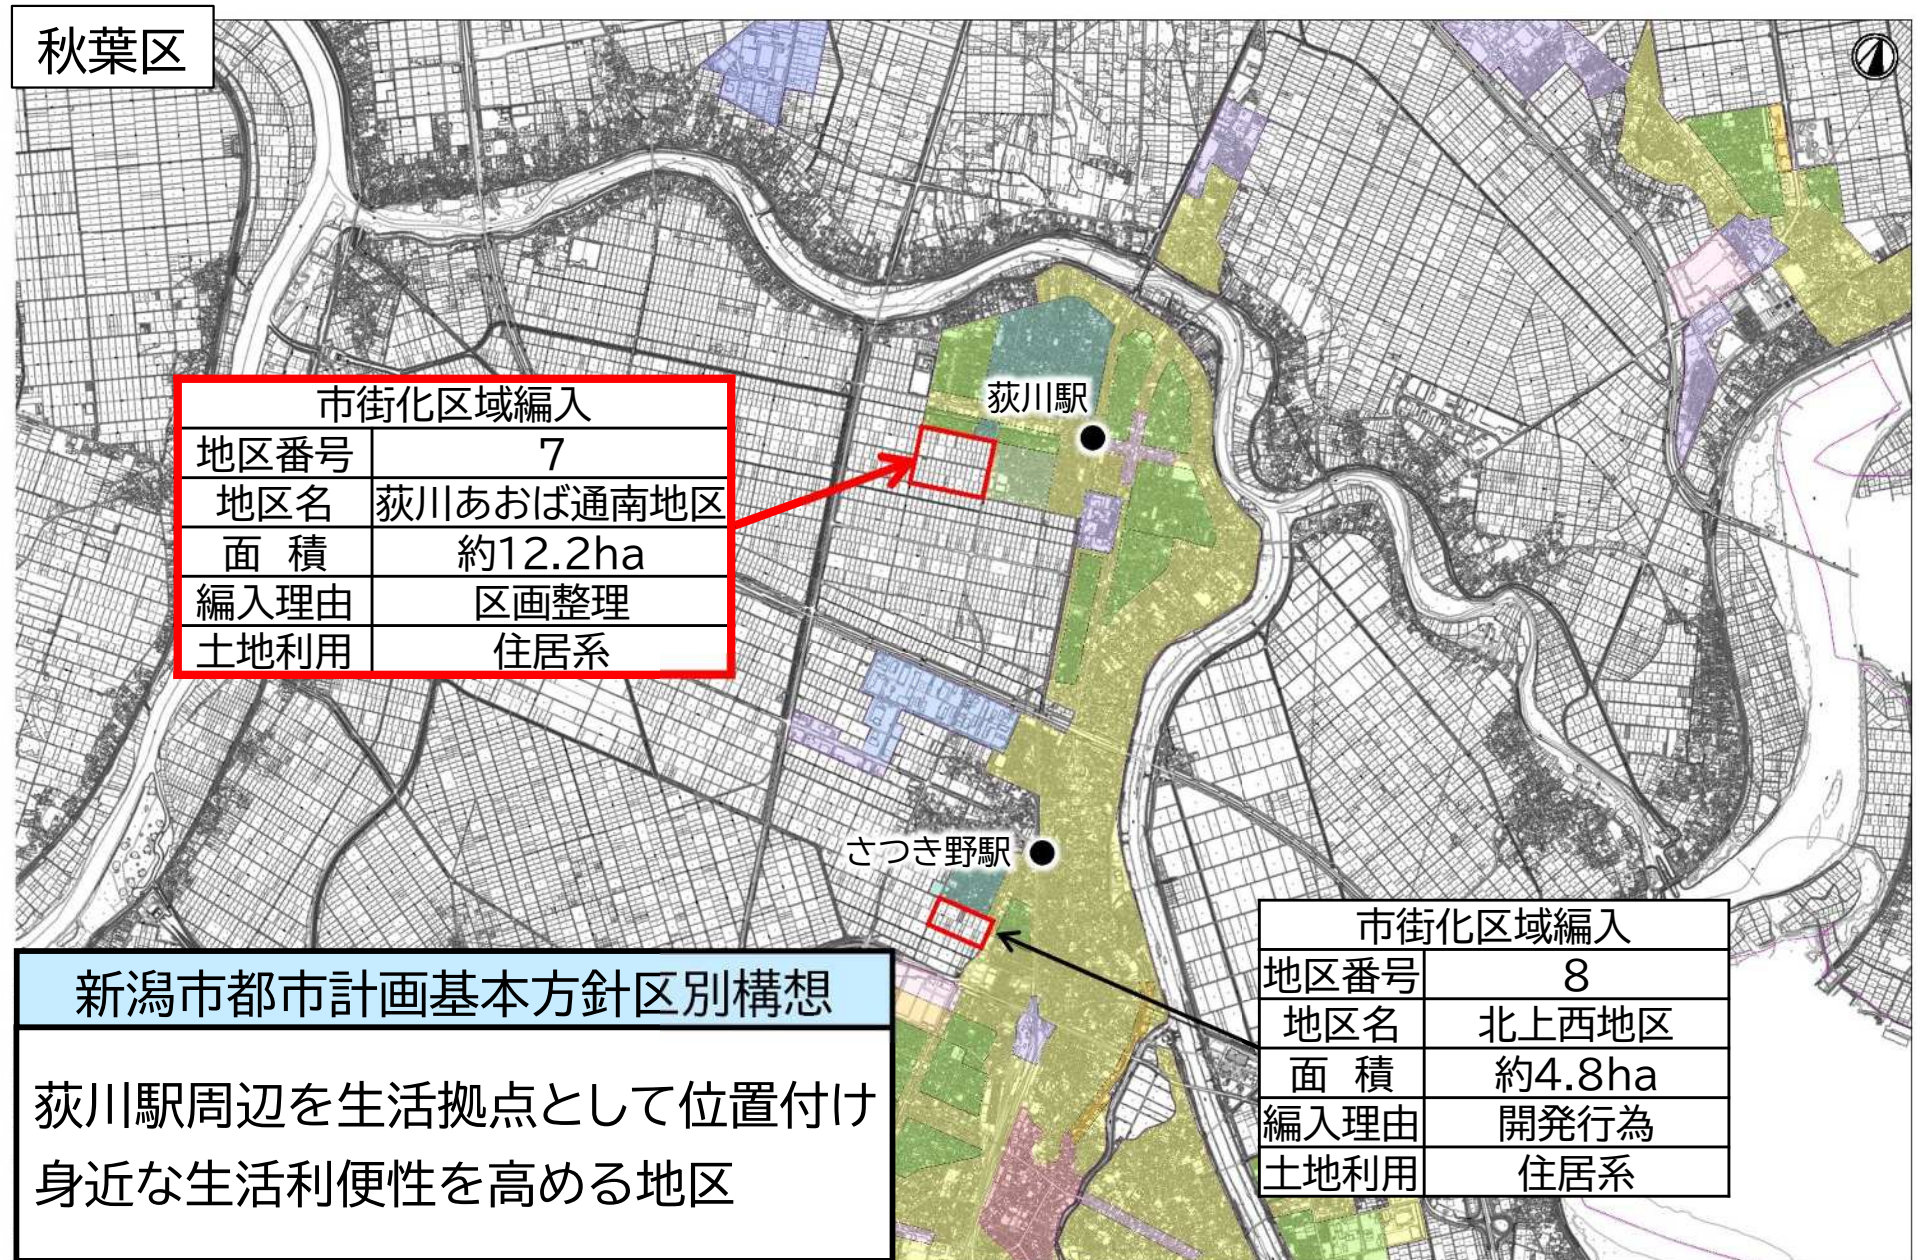 秋葉区
荻川駅
市街化区域編入
地区番号 7
地区名 荻川あおば通南地区
面 積 約12.2ha
編入理由 区画整理
土地利用 住居系
さつき野駅
市街化区域編入
地区番号 8
地区名 北上西地区
面 積 約4.8ha
編入理由 開発行為
土地利用 住居系
新潟市都市計画基本方針区別構想
荻川駅周辺を生活拠点として位置付け
身近な生活利便性を高める地区